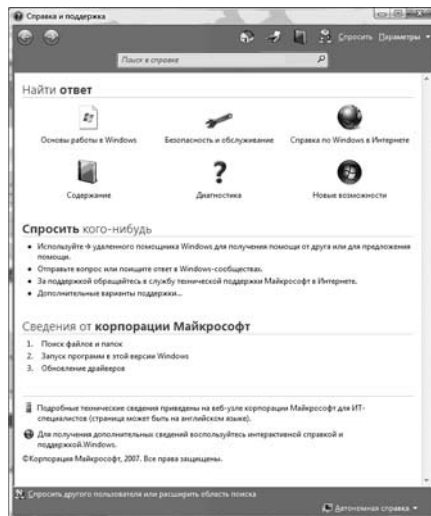 Справка и поддержка
Спросить Параметры
Поиск в справке
Найти ответ
Основы работы в Windows
Безопасность и обслуживание
Справка по Windows в Интернете
Содержание
Диагностика
Новые возможности
Спросить кого-нибудь
• Используйте → удаленного помощника Windows для получения помощи от друга или для предложения
помощи.
• Отправьте вопрос или поищите ответ в Windows-сообществах.
• За поддержкой обращайтесь в службу технической поддержки Майкрософт в Интернете.
• Дополнительные варианты поддержки...
Сведения от корпорации Майкрософт
1. Поиск файлов и папок
2. Запуск программ в этой версии Windows
3. Обновление драйверов
Подробные технические сведения приведены на веб-узле корпорации Майкрософт для ИТ-
специалистов (страница может быть на английском языке).
Для получения дополнительных сведений воспользуйтесь интерактивной справкой и
поддержкой Windows.
©Корпорация Майкрософт, 2007. Все права защищены.
Спросить другого пользователя или расширить область поиска
Автономная справка